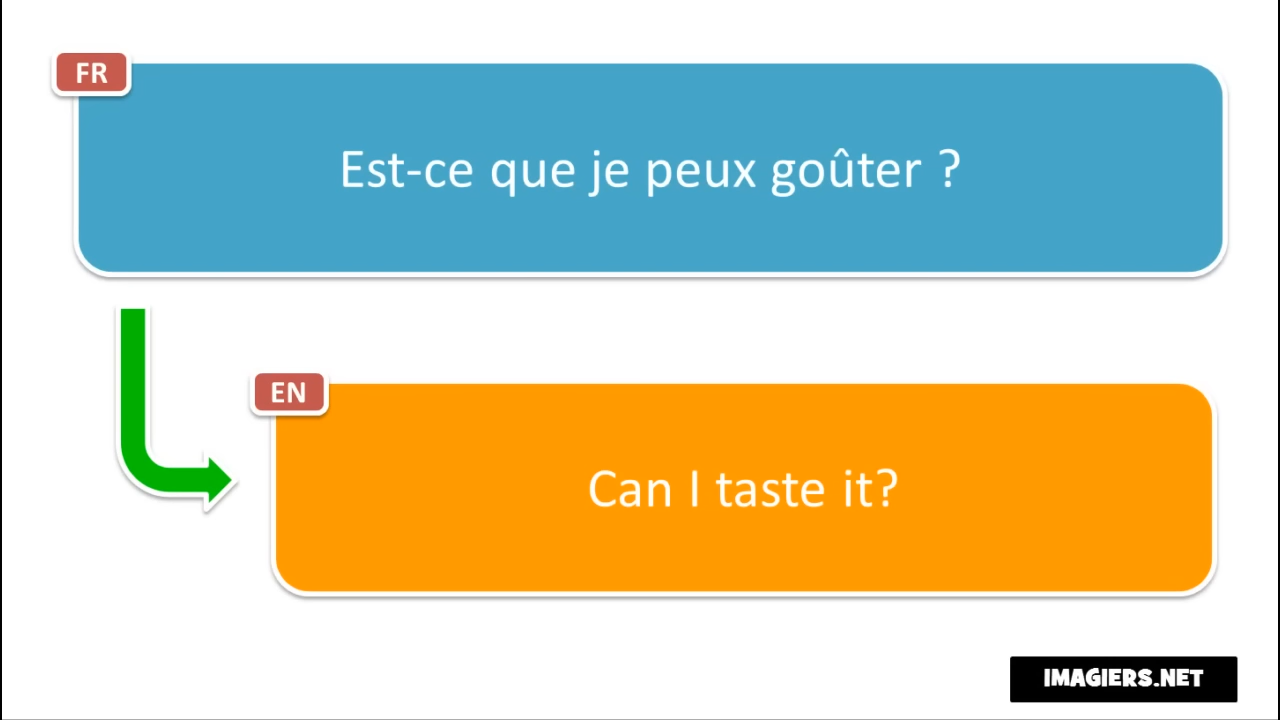 FR
Est-ce que je peux goûter ?
EN
Can I taste it?
IMAGIERS.NET